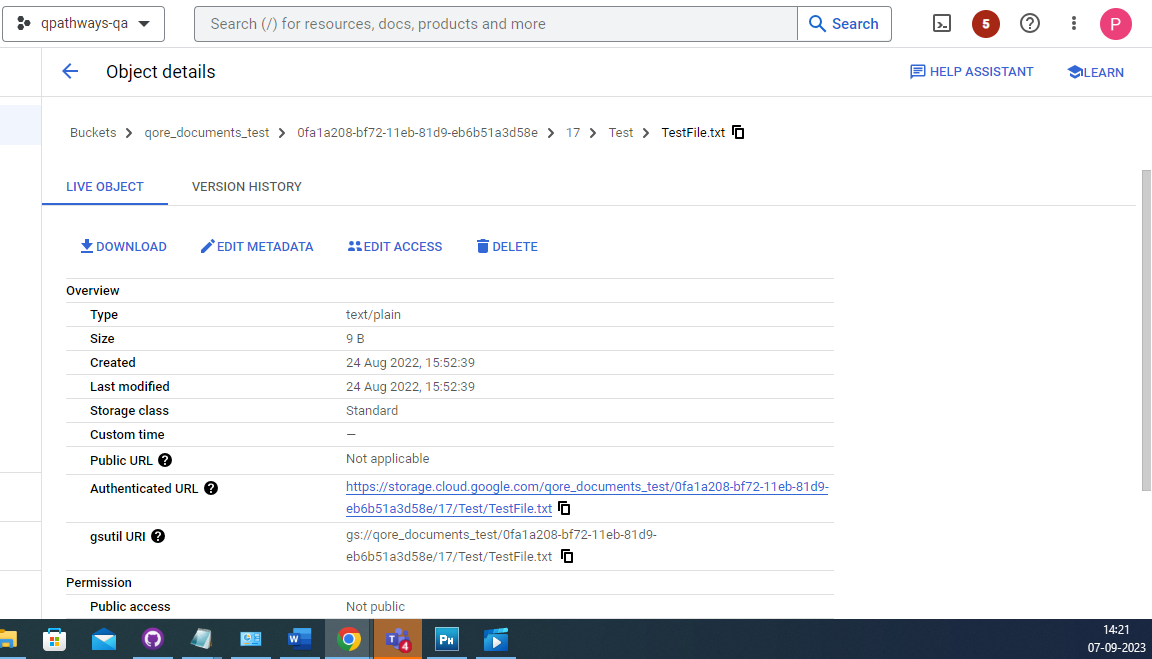 qpathways-qa
Search (/) for resources, docs, products and more
Search
5
P
Object details
HELP ASSISTANT
LEARN
Buckets > qore_documents_test > 0fa1a208-bf72-11eb-81d9-eb6b51a3d58e > 17 > Test > TestFile.txt
LIVE OBJECT
VERSION HISTORY
DOWNLOAD
EDIT METADATA
EDIT ACCESS
DELETE
Overview
Type text/plain
Size 9 B
Created 24 Aug 2022, 15:52:39
Last modified 24 Aug 2022, 15:52:39
Storage class Standard
Custom time —
Public URL Not applicable
Authenticated URL https://storage.cloud.google.com/qore_documents_test/0fa1a208-bf72-11eb-81d9-
eb6b51a3d58e/17/Test/TestFile.txt
gsutil URI gs://qore_documents_test/0fa1a208-bf72-11eb-81d9-
eb6b51a3d58e/17/Test/TestFile.txt
Permission
Public access Not public
W
T
4
PH
14:21
07-09-2023